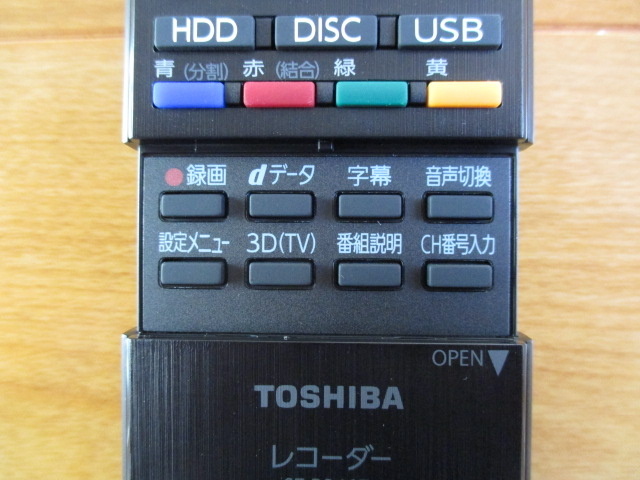 HDD DISC USB
青 (分割) 赤 (結合) 緑 黄
録画 dデータ 字幕 音声切換
設定メニュー 3D(TV) 番組説明 CH番号入力
OPEN
TOSHIBA
レコーダー